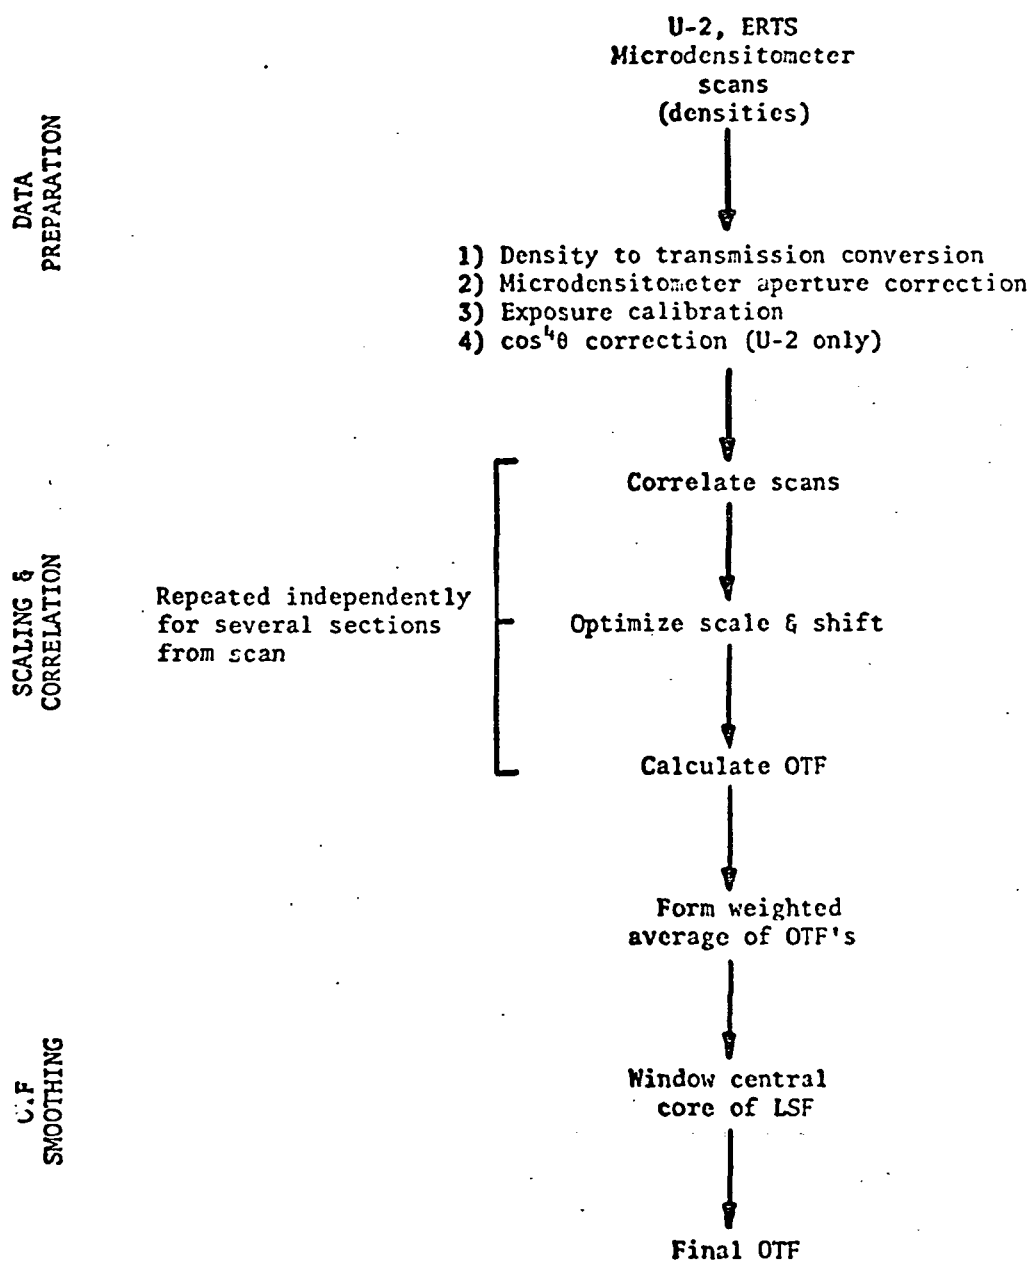 U-2, ERTS
Microdensitometer
scans
(densities)
DATA
PREPARATION
1) Density to transmission conversion
2) Microdensitometer aperture correction
3) Exposure calibration
4) cos⁴θ correction (U-2 only)
SCALING &
CORRELATION
Repeated independently
for several sections
from scan
Correlate scans
Optimize scale & shift
Calculate OTF
Form weighted
average of OTF's
OTF
SMOOTHING
Window central
core of LSF
Final OTF